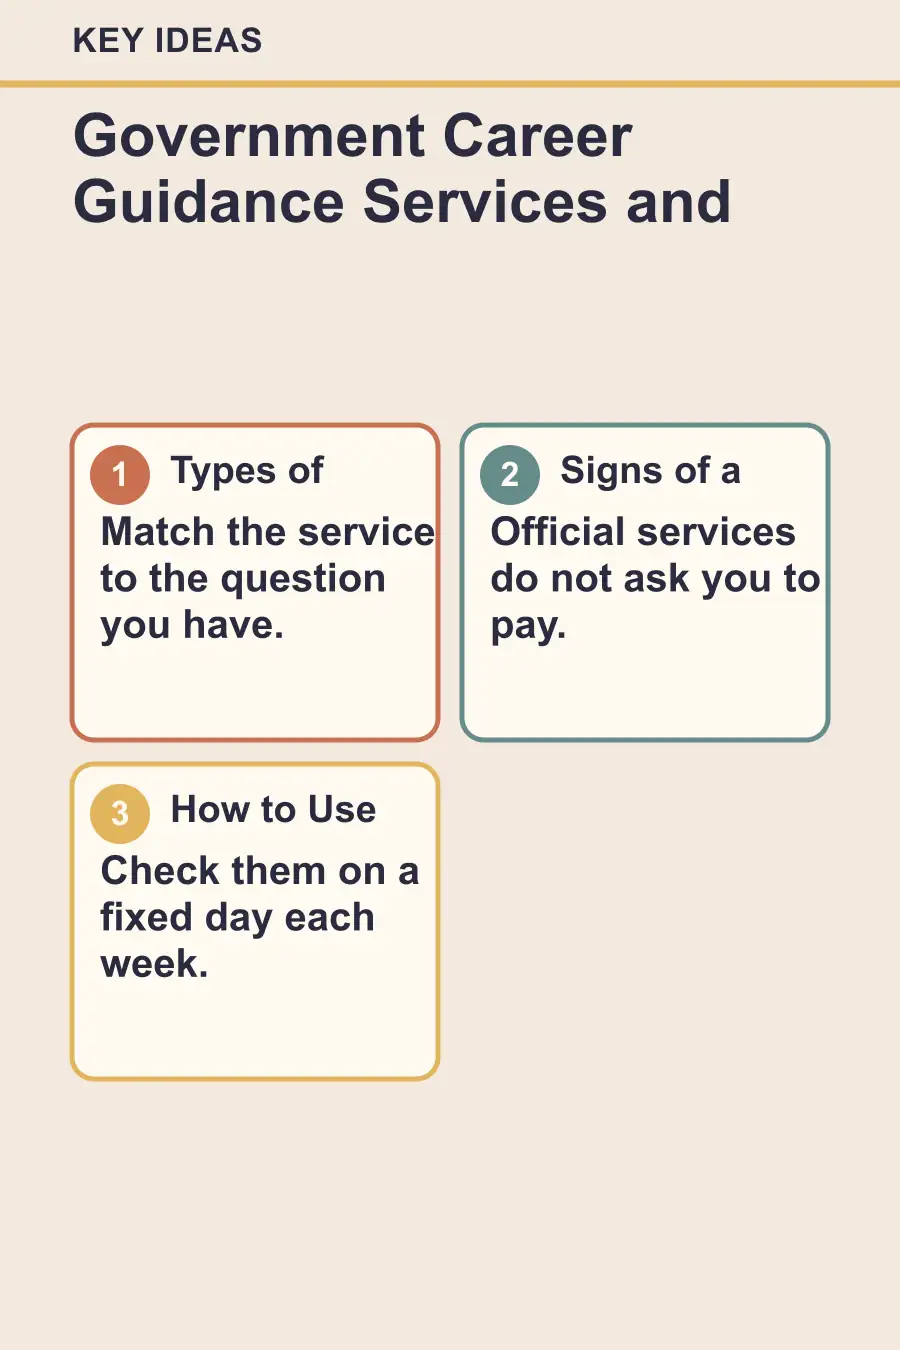 KEY IDEAS
Government Career
Guidance Services and
1 Types of
Match the service
to the question
you have.
2 Signs of a
Official services
do not ask you to
pay.
3 How to Use
Check them on a
fixed day each
week.